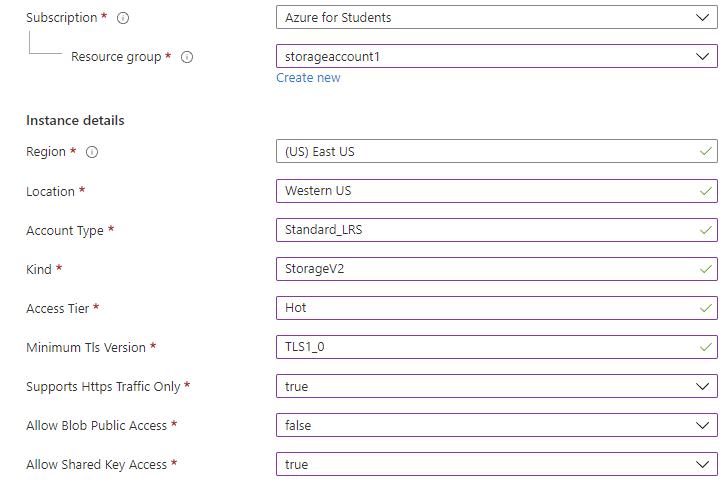 Subscription * Azure for Students
Resource group * storageaccount1
Create new
Instance details
Region * (US) East US
Location * Western US
Account Type * Standard_LRS
Kind * StorageV2
Access Tier * Hot
Minimum Tls Version * TLS1_0
Supports Https Traffic Only * true
Allow Blob Public Access * false
Allow Shared Key Access * true